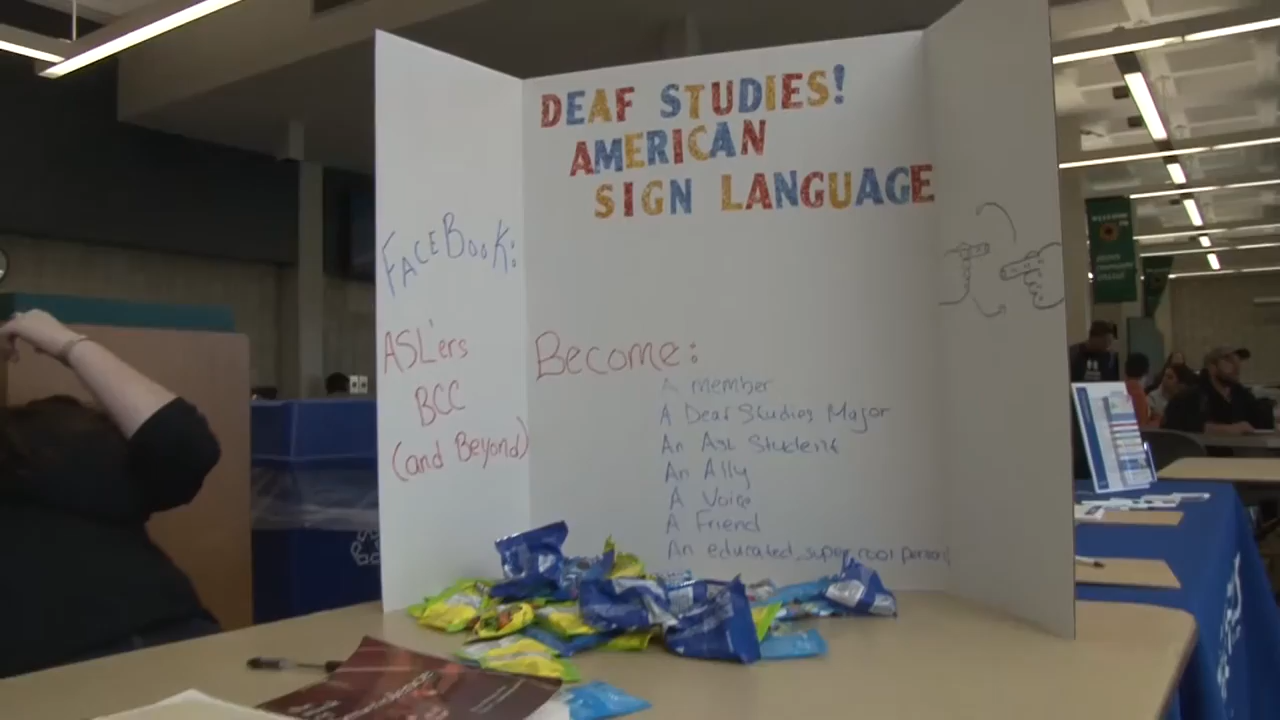 DEAF STUDIES!
AMERICAN
SIGN LANGUAGE
FACEBOOK:
ASL'ers
BCC
(and Beyond)
Become:
A member
A Deaf Studies Major
An ASL Student
An Ally
A Voice
A Friend
An educated, super cool person